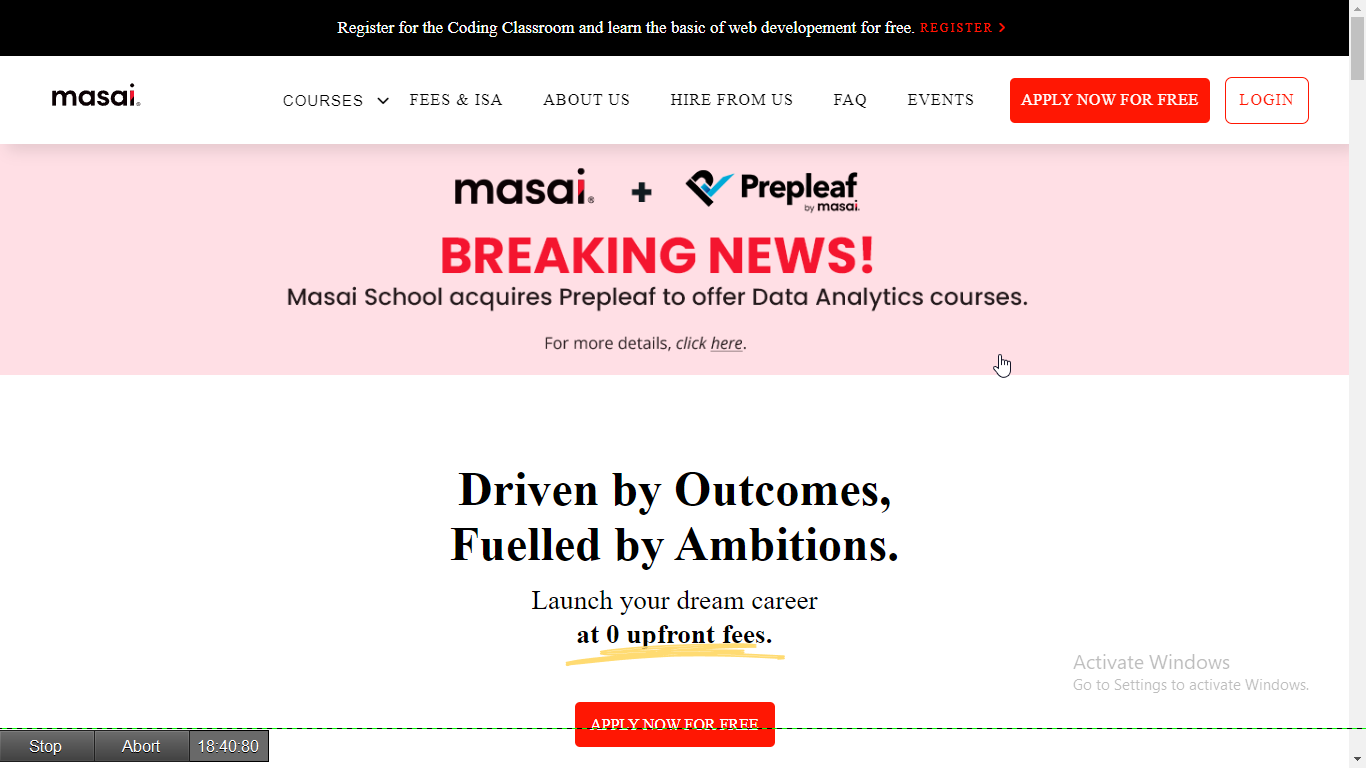 Register for the Coding Classroom and learn the basic of web developement for free. REGISTER >
masai.
COURSES FEES & ISA ABOUT US HIRE FROM US FAQ EVENTS APPLY NOW FOR FREE LOGIN
masai® + Prepleaf
by masai.
BREAKING NEWS!
Masai School acquires Prepleaf to offer Data Analytics courses.
For more details, click here.
Driven by Outcomes,
Fuelled by Ambitions.
Launch your dream career
at 0 upfront fees.
Activate Windows
Go to Settings to activate Windows.
APPLY NOW FOR FREE
Stop Abort 18:40:80